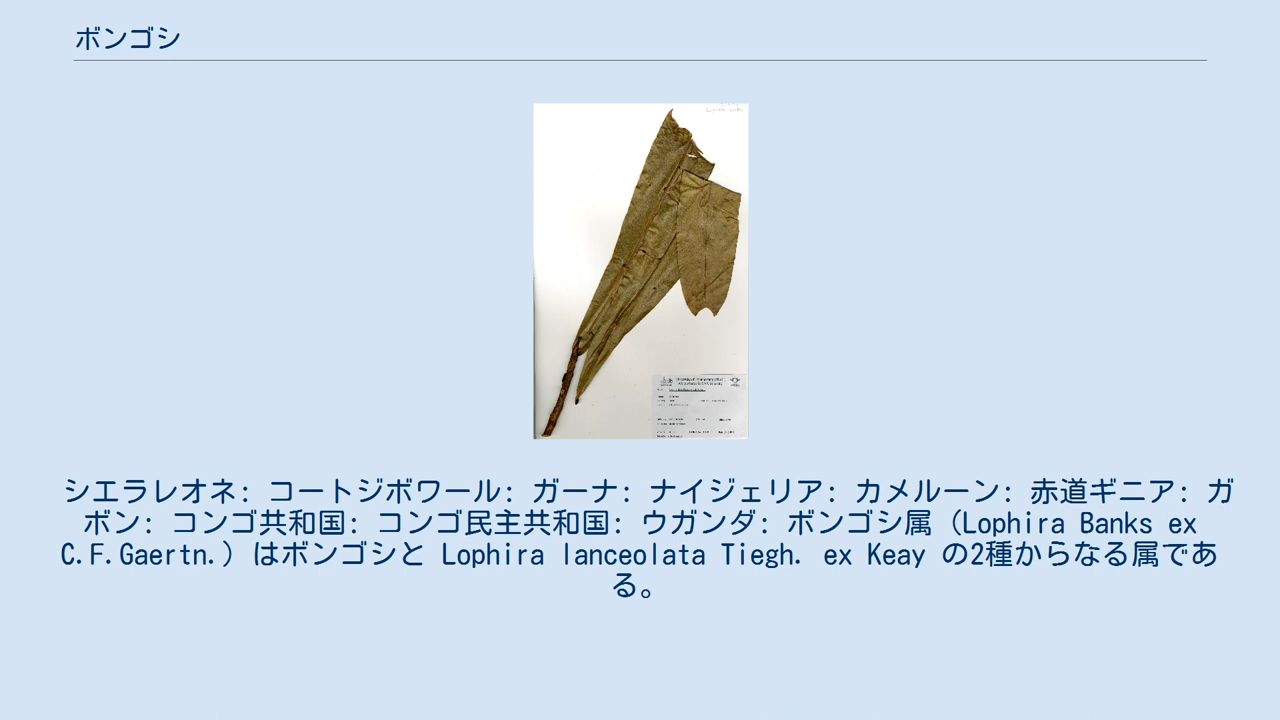 ボンゴシ
シエラレオネ: コートジボワール: ガーナ: ナイジェリア: カメルーン: 赤道ギニア: ガ
ボン: コンゴ共和国: コンゴ民主共和国: ウガンダ: ボンゴシ属（Lophira Banks ex
C.F.Gaertn.）はボンゴシと Lophira lanceolata Tiegh. ex Keay の2種からなる属であ
る。